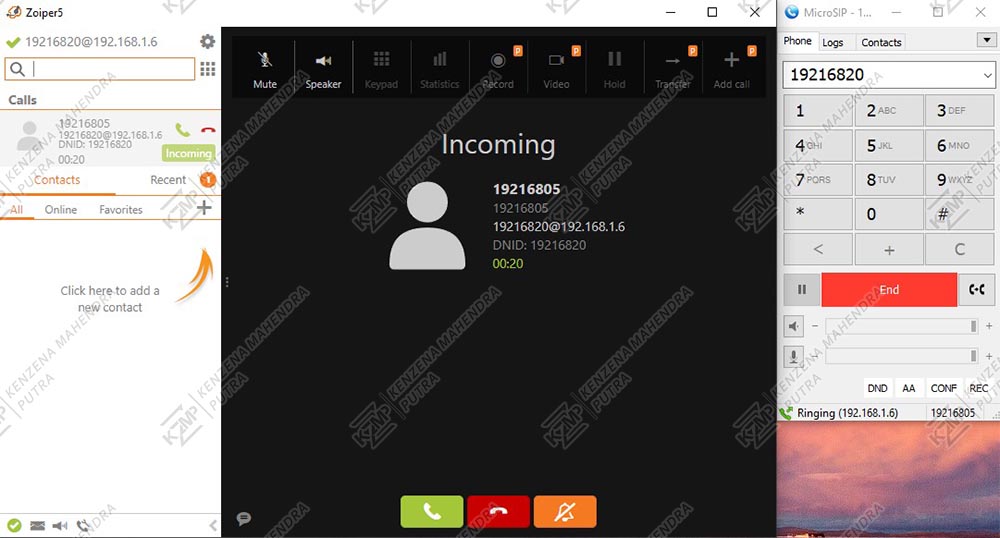 Zoiper5
19216820@192.168.1.6
Calls
19216805
19216820@192.168.1.6
DNID: 19216820
00:20
Incoming
Contacts
Recent
1
All
Online
Favorites
Click here to add a
new contact
Mute
Speaker
Keypad
Statistics
Record
Video
Hold
Transfer
Add call
Incoming
19216805
19216805
19216820@192.168.1.6
DNID: 19216820
00:20
MicroSIP - 1...
Phone
Logs
Contacts
19216820
1
2 ABC
3 DEF
4 GHI
5 JKL
6 MNO
7 PQRS
8 TUV
9 WXYZ
*
0
#
<
+
C
End
- +
- +
DND
AA
CONF
REC
Ringing (192.168.1.6)
19216805
KMP
KENZENA MAHENDRA
PUTRA